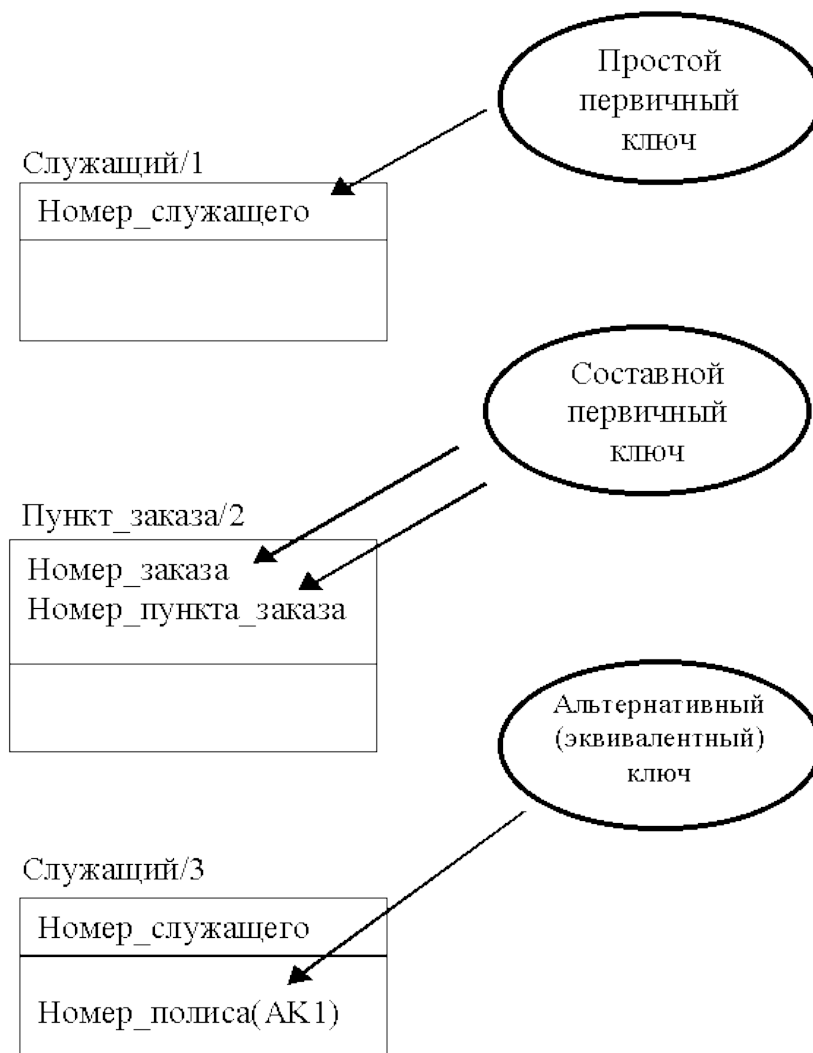 Простой
первичный
ключ
Служащий/1
Номер_служащего
Составной
первичный
ключ
Пункт_заказа/2
Номер_заказа
Номер_пункта_заказа
Альтернативный
(эквивалентный)
ключ
Служащий/3
Номер_служащего
Номер_полиса(АК1)